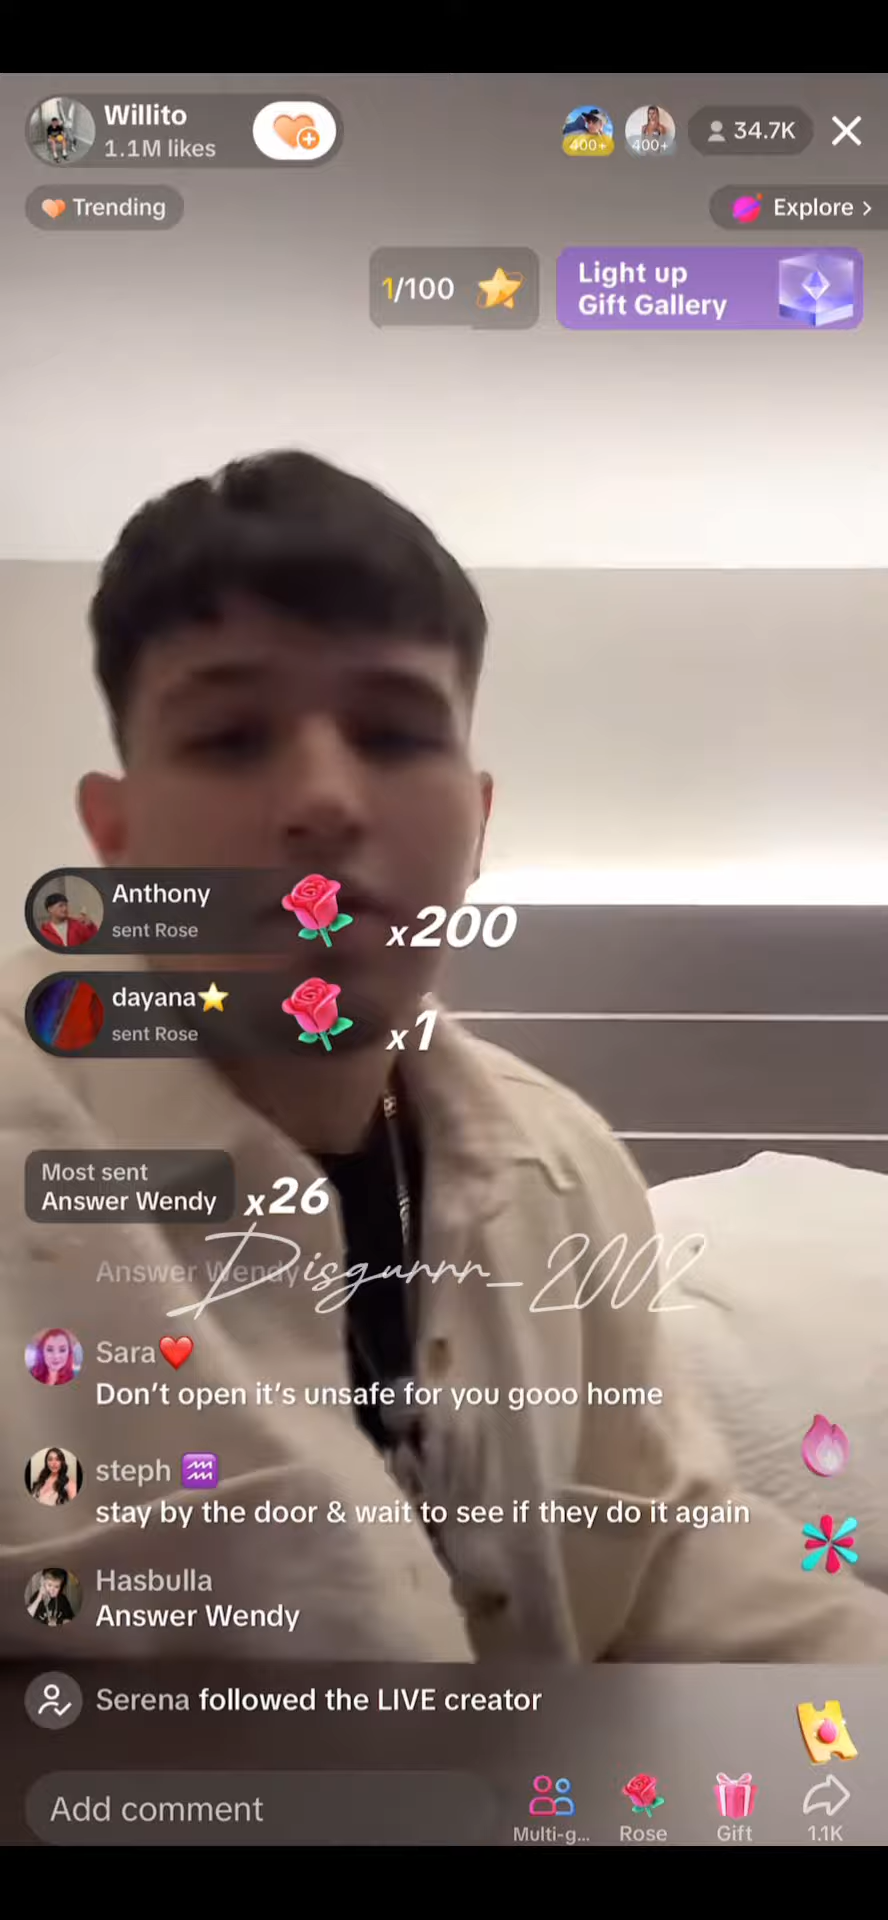 Willito
1.1M likes
400+
400+
34.7K
Trending
Explore >
1/100
Light up
Gift Gallery
Anthony
sent Rose
x200
dayana⭐
sent Rose
x1
Most sent
Answer Wendy
x26
Answer Wendy
Disgurrr_2002
Sara❤️
Don’t open it’s unsafe for you gooo home
steph ♒
stay by the door & wait to see if they do it again
Hasbulla
Answer Wendy
Serena followed the LIVE creator
Add comment
Multi-g...
Rose
Gift
1.1K